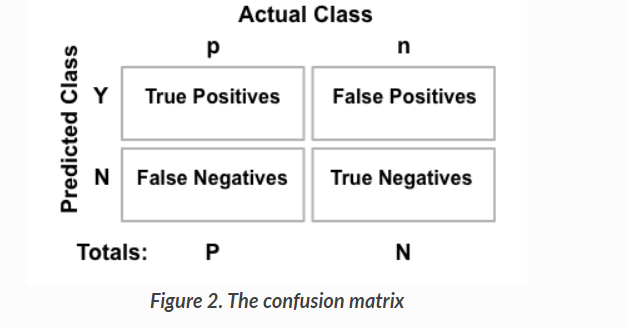 Actual Class
p n
Predicted Class
Y True Positives False Positives
N False Negatives True Negatives
Totals: P N
Figure 2. The confusion matrix